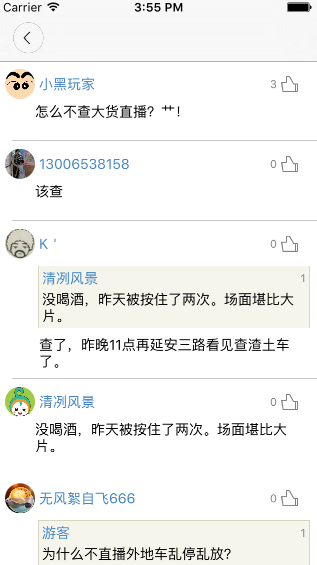 Carrier 3:55 PM
小黑玩家 3
怎么不查大货直播？艹！
13006538158 0
该查
K ' 0
清冽风景 1
没喝酒，昨天被按住了两次。场面堪比大
片。
查了，昨晚11点再延安三路看见查渣土车
了。
清冽风景 0
没喝酒，昨天被按住了两次。场面堪比大
片。
无风絮自飞666 0
游客 1
为什么不直播外地车乱停乱放?